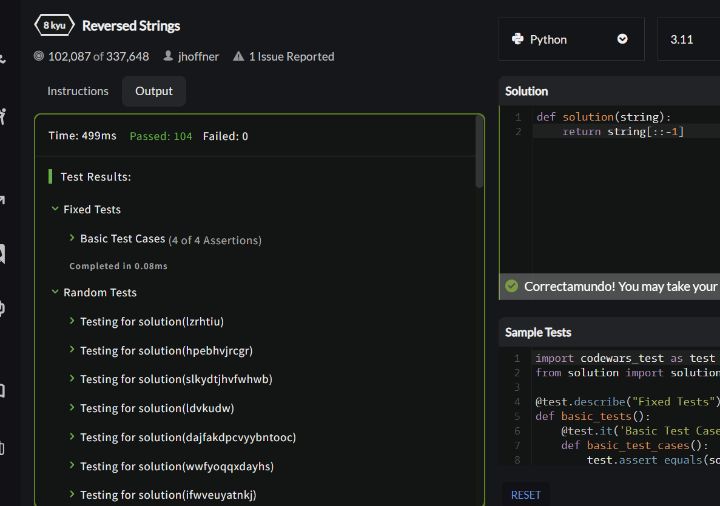 8 kyu Reversed Strings
102,087 of 337,648 jhoffner 1 Issue Reported
Python
3.11
Instructions Output
Time: 499ms Passed: 104 Failed: 0
Test Results:
Fixed Tests
Basic Test Cases (4 of 4 Assertions)
Completed in 0.08ms
Random Tests
Testing for solution(lzrhtiu)
Testing for solution(hpebhvjrcgr)
Testing for solution(slkydtjhvfwhwb)
Testing for solution(ldvkudw)
Testing for solution(dajfakdpcvyybntooc)
Testing for solution(wwfyoqqxdayhs)
Testing for solution(ifwveuyatnkj)
Solution
1 def solution(string):
2 return string[::-1]
Correctamundo! You may take your
Sample Tests
1 import codewars_test as test
2 from solution import solution
3
4 @test.describe("Fixed Tests")
5 def basic_tests():
6 @test.it('Basic Test Case
7 def basic_test_cases():
8 test.assert_equals(so
RESET